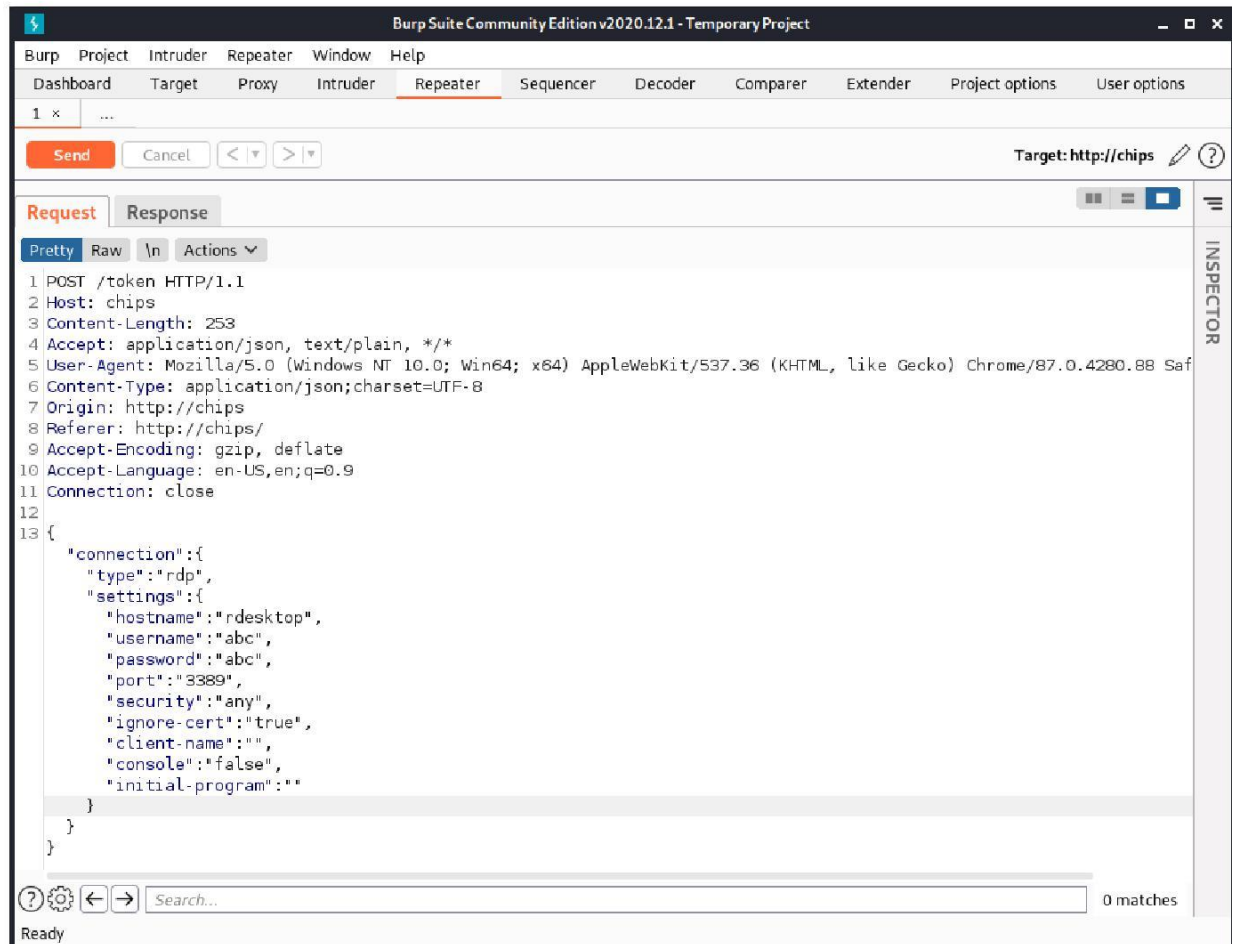 Burp Suite Community Edition v2020.12.1 - Temporary Project
Burp Project Intruder Repeater Window Help
Dashboard Target Proxy Intruder Repeater Sequencer Decoder Comparer Extender Project options User options
1 × ...
Send Cancel < ▼ > ▼ Target: http://chips ?
Request Response
Pretty Raw \n Actions
INSPECTOR
1 POST /token HTTP/1.1
2 Host: chips
3 Content-Length: 253
4 Accept: application/json, text/plain, */*
5 User-Agent: Mozilla/5.0 (Windows NT 10.0; Win64; x64) AppleWebKit/537.36 (KHTML, like Gecko) Chrome/87.0.4280.88 Saf
6 Content-Type: application/json;charset=UTF-8
7 Origin: http://chips
8 Referer: http://chips/
9 Accept-Encoding: gzip, deflate
10 Accept-Language: en-US,en;q=0.9
11 Connection: close
12
13 {
"connection":{
"type":"rdp",
"settings":{
"hostname":"rdesktop",
"username":"abc",
"password":"abc",
"port":"3389",
"security":"any",
"ignore-cert":"true",
"client-name":"",
"console":"false",
"initial-program":""
}
}
}
? ← → Search... 0 matches
Ready